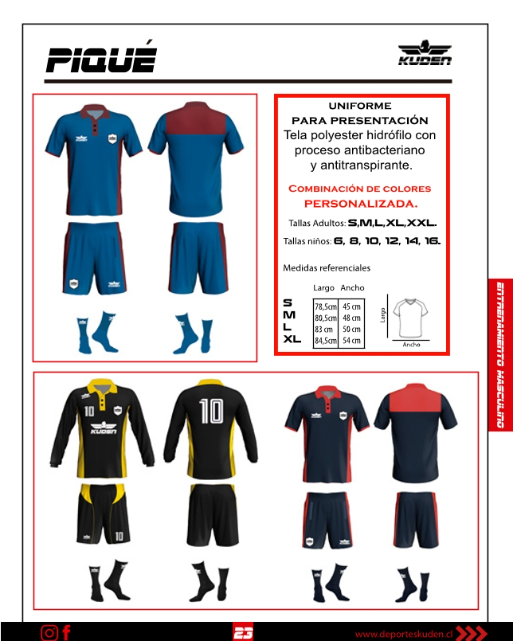 PIQUÉ
KUDEN
UNIFORME
PARA PRESENTACIÓN
Tela polyester hidrófilo con
proceso antibacteriano
y antitranspirante.
COMBINACIÓN DE COLORES
PERSONALIZADA.
Tallas Adultos: S,M,L,XL,XXL.
Tallas niños: 6, 8, 10, 12, 14, 16.
Medidas referenciales
Largo Ancho
S 78,5cm 45 cm
M 80,5cm 48 cm
L 83 cm 50 cm
XL 84,5cm 54 cm
Largo
Ancho
ENTRENAMIENTO MASCULINO
10
KUDEN
10
10
23
www.deporteskuden.cl